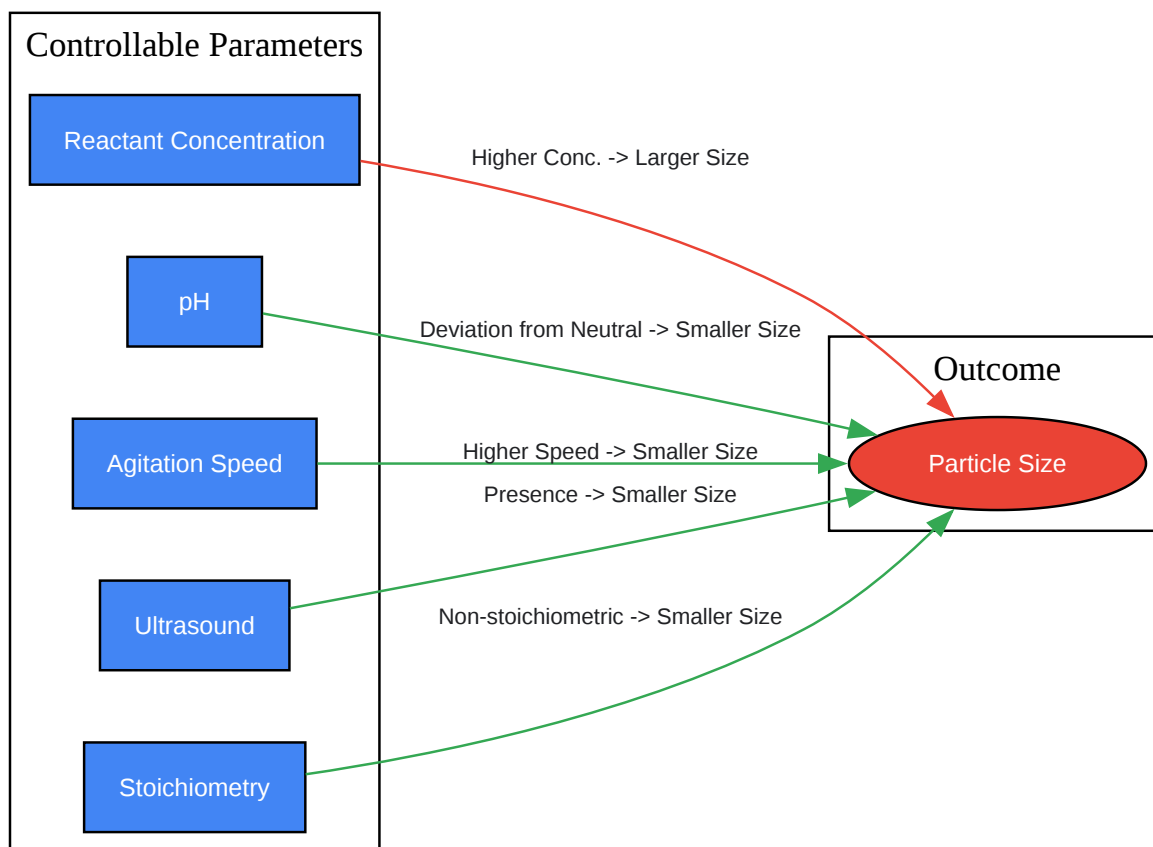 Controllable Parameters
Reactant Concentration
Higher Conc. -> Larger Size
pH
Deviation from Neutral -> Smaller Size
Outcome
Agitation Speed
Higher Speed -> Smaller Size
Particle Size
Presence -> Smaller Size
Ultrasound
Non-stoichiometric -> Smaller Size
Stoichiometry